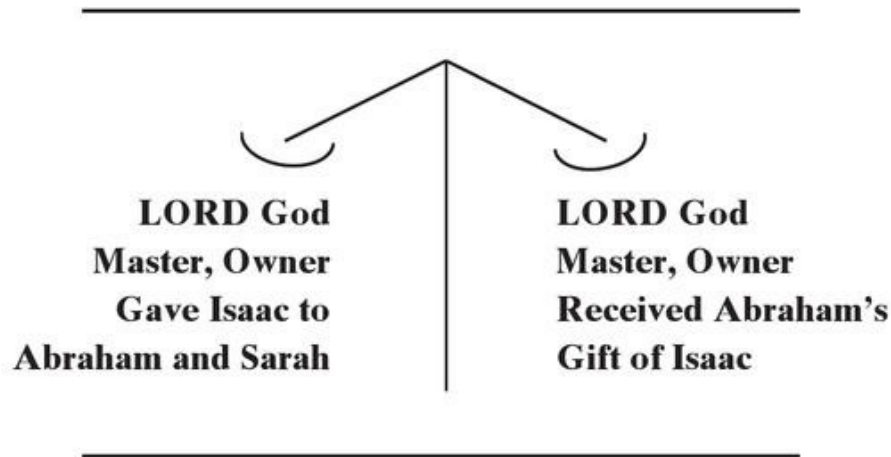 LORD God
Master, Owner
Gave Isaac to
Abraham and Sarah
LORD God
Master, Owner
Received Abraham’s
Gift of Isaac